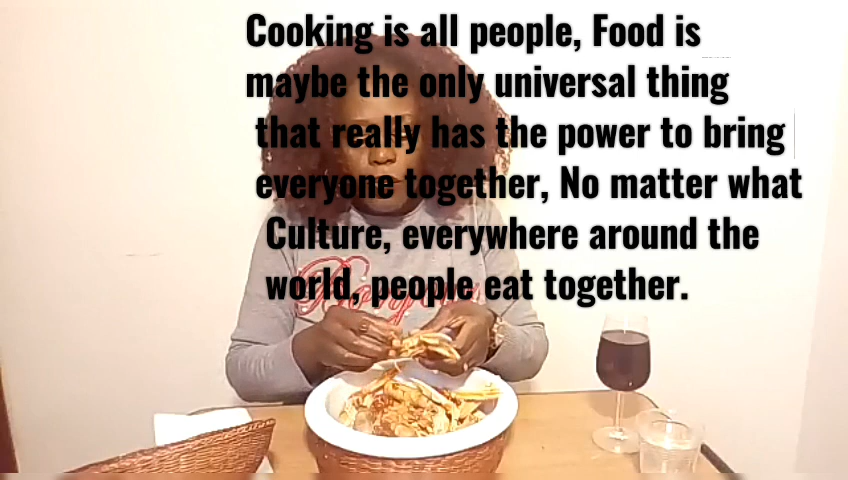 Cooking is all people, Food is
maybe the only universal thing
that really has the power to bring
everyone together, No matter what
Culture, everywhere around the
world, people eat together.